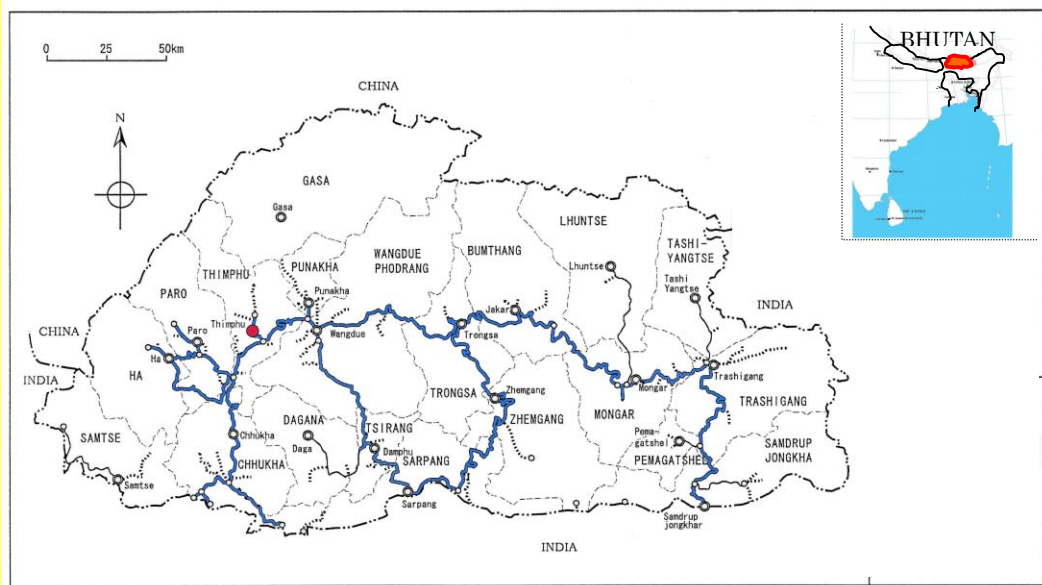 BHUTAN
0 25 50km
CHINA
N
GASA
Gasa
LHUNTSE
WANGDUE
PHODRANG
BUMTHANG
TASHI-
YANGTSE
THIMPHU
PUNAKHA
Lhuntse
Tashi
Yangtse
PARO
Punakha
Jakar
INDIA
CHINA
Thimphu
Paro
Wangdue
Trongsa
Ha
Trashigang
HA
Mongar
INDIA
TRONGSA
Zhemgang
TRASHIGANG
DAGANA
ZHEMGANG
MONGAR
SAMTSE
TSIRANG
Chhukha
Daga
Pema-
gatshel
SAMDRUP
JONGKHA
Damphu
SARPANG
PEMAGATSHEL
CHHUKHA
Samtse
Sarpang
Samdrup
jongkhar
INDIA